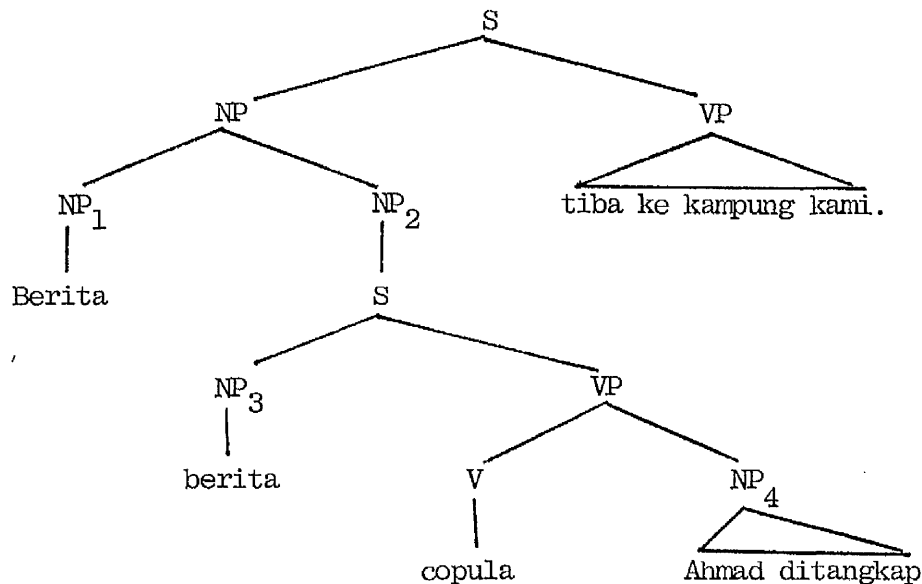 S
NP VP
NP1 NP2 tiba ke kampung kami.
Berita S
NP3 VP
berita V NP4
copula Ahmad ditangkap